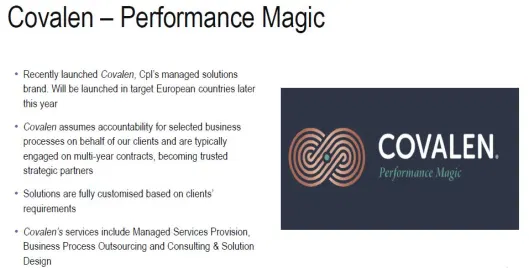 Covalen – Performance Magic
• Recently launched Covalen, Cpl's managed solutions
brand. Will be launched in target European countries later
this year
• Covalen assumes accountability for selected business
processes on behalf of our clients and are typically
engaged on multi-year contracts, becoming trusted
strategic partners
• Solutions are fully customised based on clients'
requirements
• Covalen's services include Managed Services Provision,
Business Process Outsourcing and Consulting & Solution
Design
COVALEN.
Performance Magic